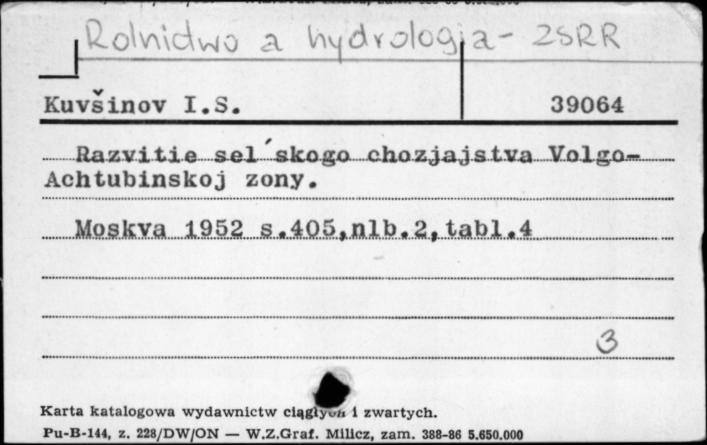 Rolnictwo a hydrologia - ZSRR
Kuvšinov I.S. 39064
Razvitie sel´skogo chozjajstva Volgo-
Achtubinskoj zony.
Moskva 1952 s.405,nlb.2,tabl.4
3
Karta katalogowa wydawnictw ciągłych i zwartych.
Pu-B-144, z. 228/DW/ON — W.Z.Graf. Milicz, zam. 388-86 5.650.000